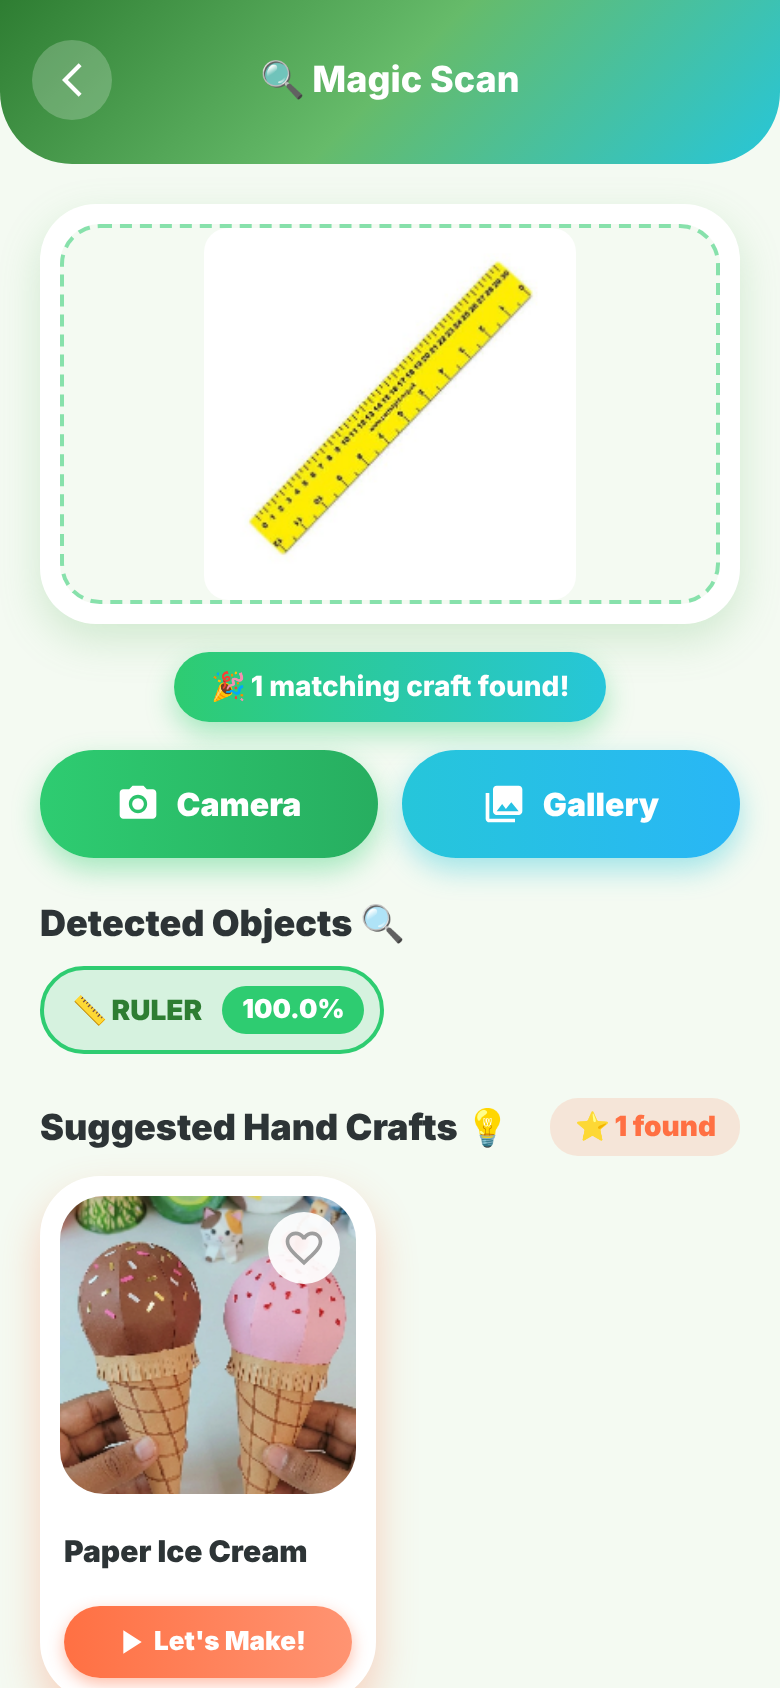 🔍 Magic Scan
🎉 1 matching craft found!
Camera
Gallery
Detected Objects 🔍
📏 RULER 100.0%
Suggested Hand Crafts 💡
⭐ 1 found
Paper Ice Cream
Let's Make!